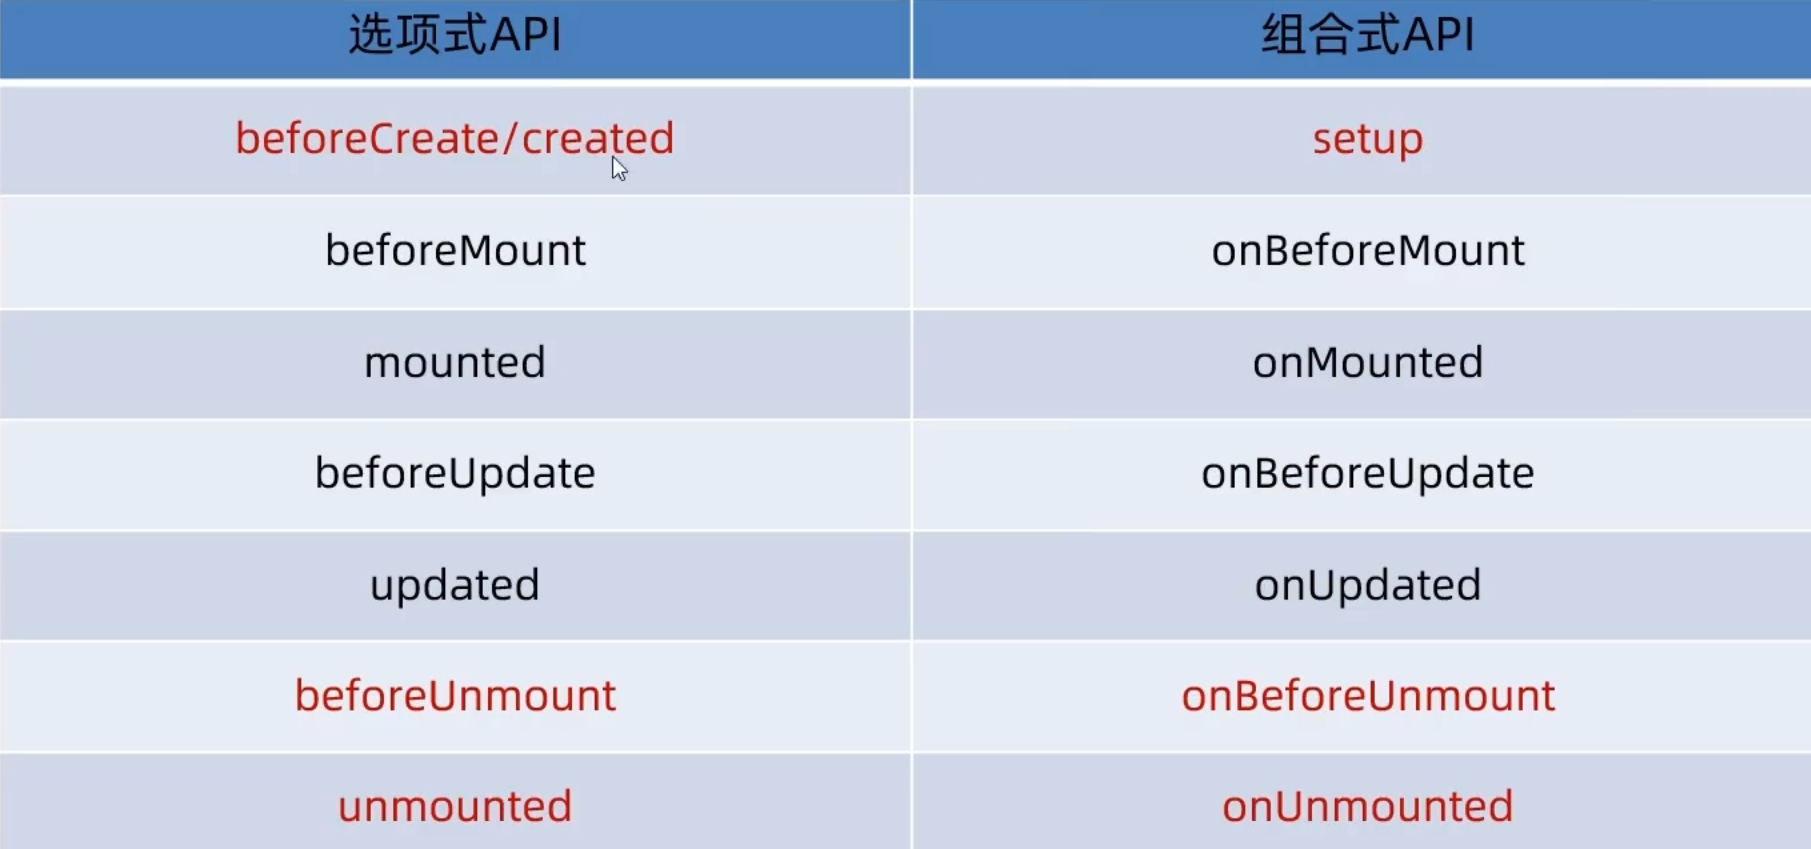 选项式API 组合式API
beforeCreate/created setup
beforeMount onBeforeMount
mounted onMounted
beforeUpdate onBeforeUpdate
updated onUpdated
beforeUnmount onBeforeUnmount
unmounted onUnmounted